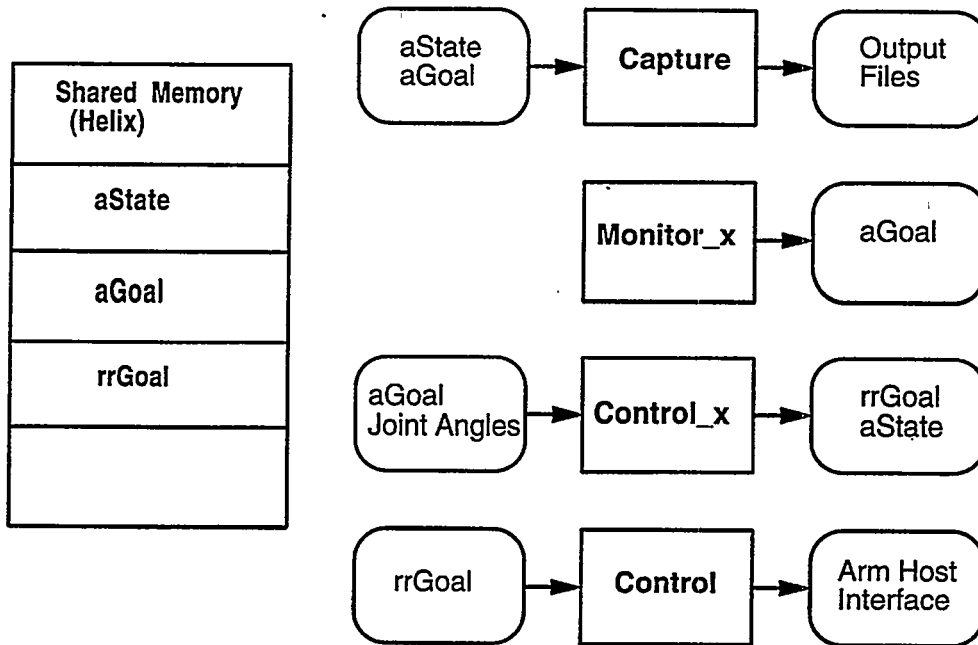 Shared Memory
(Helix)
aState
aGoal
rrGoal
aState
aGoal
Capture
Output
Files
Monitor_x
aGoal
aGoal
Joint Angles
Control_x
rrGoal
aState
rrGoal
Control
Arm Host
Interface